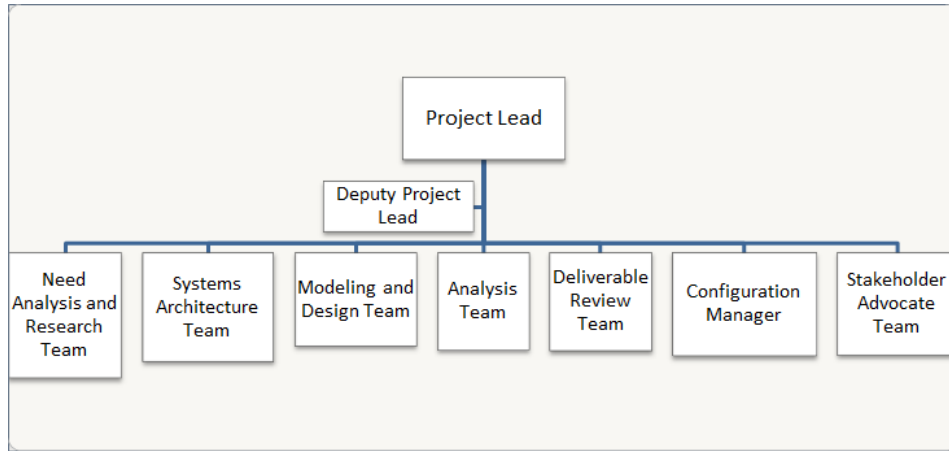 Project Lead
Deputy Project
Lead
Need
Analysis and
Research
Team
Systems
Architecture
Team
Modeling and
Design Team
Analysis
Team
Deliverable
Review
Team
Configuration
Manager
Stakeholder
Advocate
Team